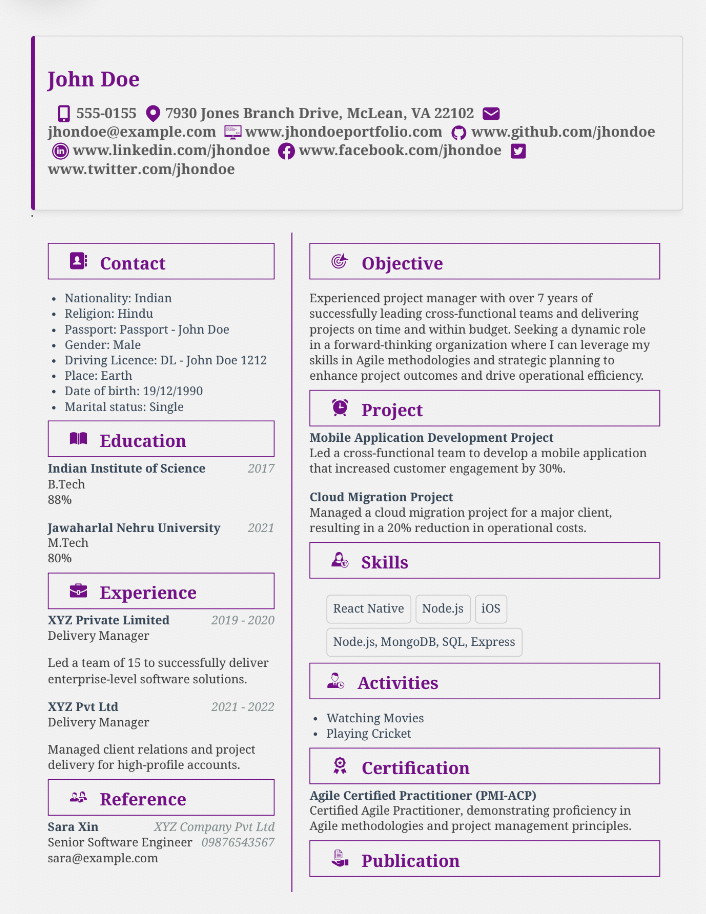 John Doe
555-0155 7930 Jones Branch Drive, McLean, VA 22102
jhondoe@example.com www.jhondoeportfolio.com www.github.com/jhondoe
www.linkedin.com/jhondoe www.facebook.com/jhondoe
www.twitter.com/jhondoe
.
Contact
• Nationality: Indian
• Religion: Hindu
• Passport: Passport - John Doe
• Gender: Male
• Driving Licence: DL - John Doe 1212
• Place: Earth
• Date of birth: 19/12/1990
• Marital status: Single
Education
Indian Institute of Science 2017
B.Tech
88%
Jawaharlal Nehru University 2021
M.Tech
80%
Experience
XYZ Private Limited 2019 - 2020
Delivery Manager
Led a team of 15 to successfully deliver
enterprise-level software solutions.
XYZ Pvt Ltd 2021 - 2022
Delivery Manager
Managed client relations and project
delivery for high-profile accounts.
Reference
Sara Xin XYZ Company Pvt Ltd
Senior Software Engineer 09876543567
sara@example.com
Objective
Experienced project manager with over 7 years of
successfully leading cross-functional teams and delivering
projects on time and within budget. Seeking a dynamic role
in a forward-thinking organization where I can leverage my
skills in Agile methodologies and strategic planning to
enhance project outcomes and drive operational efficiency.
Project
Mobile Application Development Project
Led a cross-functional team to develop a mobile application
that increased customer engagement by 30%.
Cloud Migration Project
Managed a cloud migration project for a major client,
resulting in a 20% reduction in operational costs.
Skills
React Native Node.js iOS
Node.js, MongoDB, SQL, Express
Activities
• Watching Movies
• Playing Cricket
Certification
Agile Certified Practitioner (PMI-ACP)
Certified Agile Practitioner, demonstrating proficiency in
Agile methodologies and project management principles.
Publication